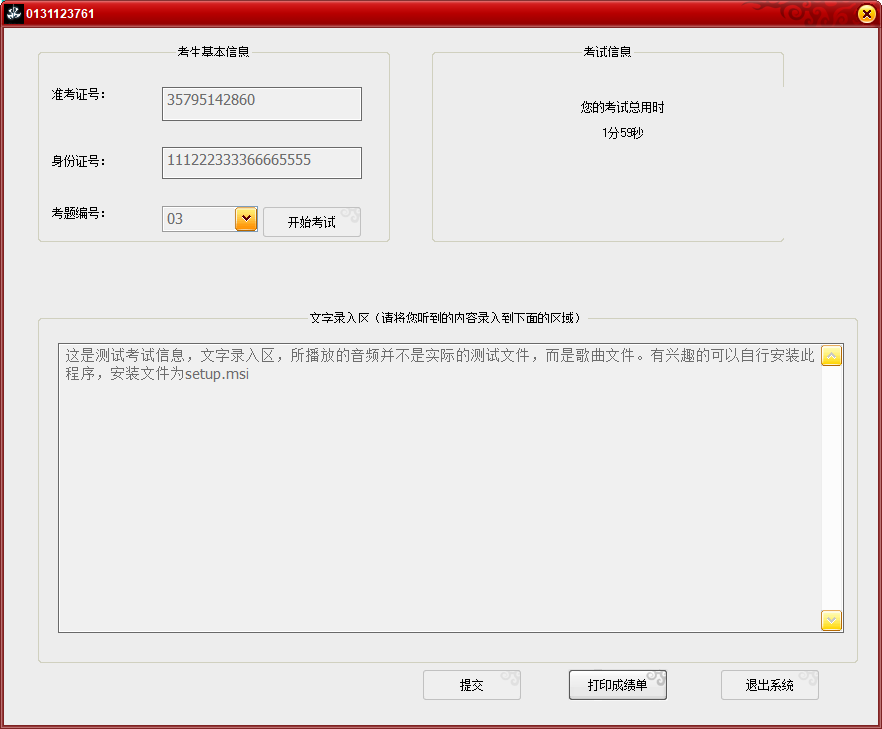 0131123761
考生基本信息
准考证号：
35795142860
身份证号：
111222333366665555
考题编号：
03
开始考试
考试信息
您的考试总用时
1分59秒
文字录入区（请将您听到的内容录入到下面的区域）
这是测试考试信息，文字录入区，所播放的音频并不是实际的测试文件，而是歌曲文件。有兴趣的可以自行安装此
程序，安装文件为setup.msi
提交
打印成绩单
退出系统